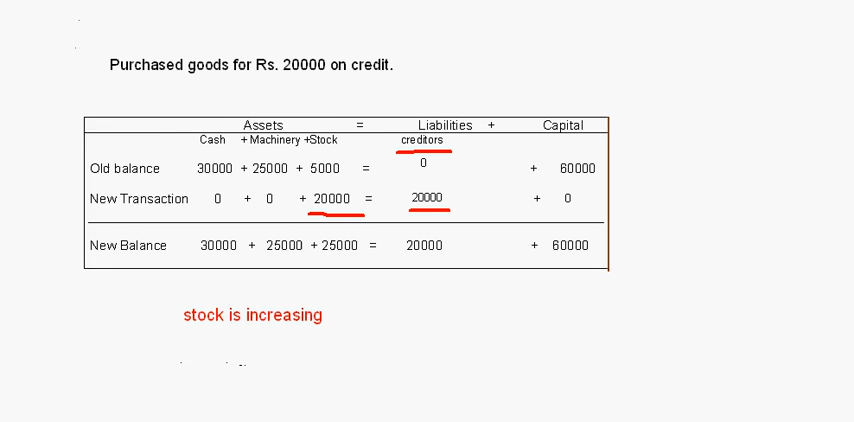 Purchased goods for Rs. 20000 on credit.
Assets = Liabilities + Capital
Cash + Machinery +Stock creditors
Old balance 30000 + 25000 + 5000 = 0 + 60000
New Transaction 0 + 0 + 20000 = 20000 + 0
New Balance 30000 + 25000 + 25000 = 20000 + 60000
stock is increasing